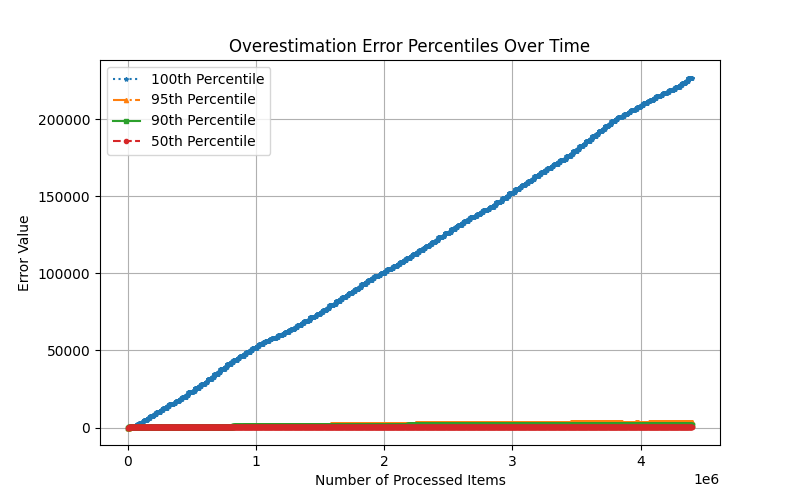 Overestimation Error Percentiles Over Time
100th Percentile
95th Percentile
90th Percentile
50th Percentile
Error Value
200000
150000
100000
50000
0
0 1 2 3 4
1e6
Number of Processed Items